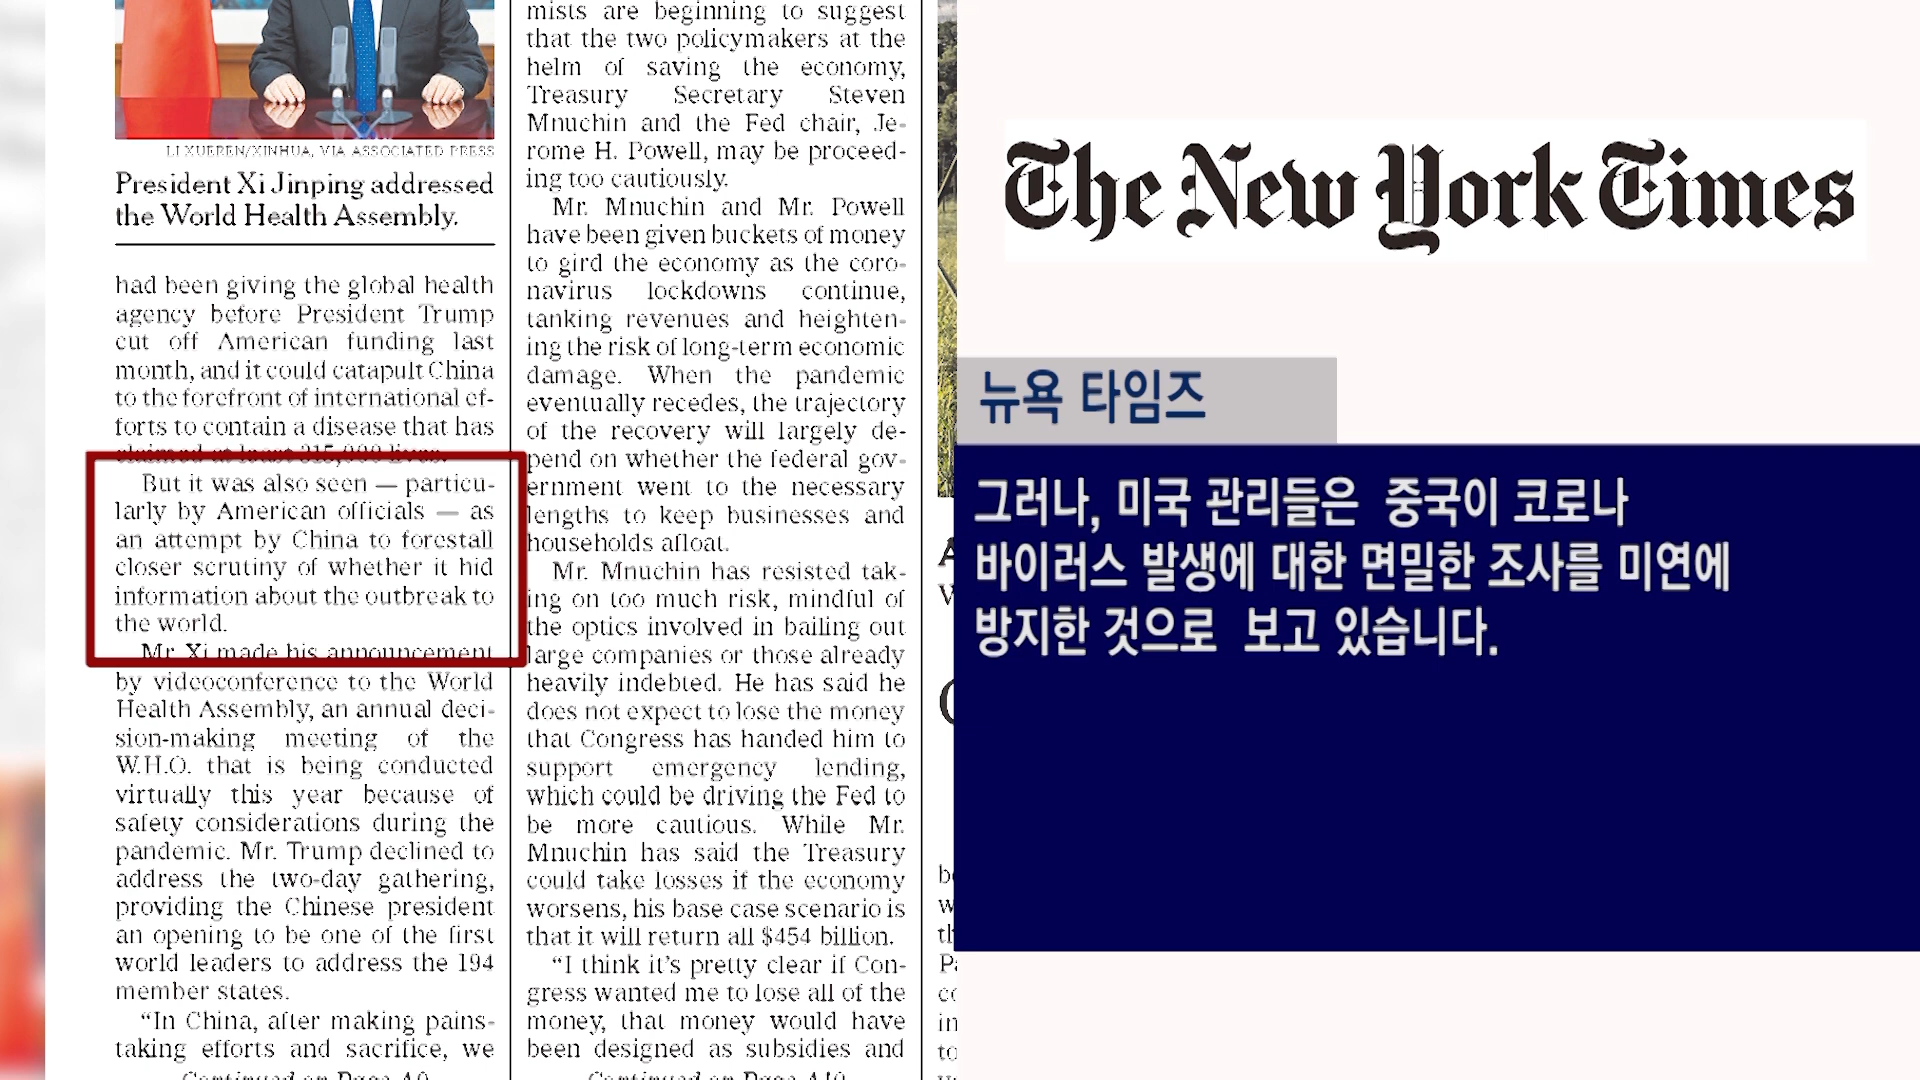 LI XUEREN/XINHUA, VIA ASSOCIATED PRESS
President Xi Jinping addressed
the World Health Assembly.
had been giving the global health
agency before President Trump
cut off American funding last
month, and it could catapult China
to the forefront of international ef-
forts to contain a disease that has
claimed at least 315,000 lives.
But it was also seen — particu-
larly by American officials — as
an attempt by China to forestall
closer scrutiny of whether it hid
information about the outbreak to
the world.
Mr. Xi made his announcement
by videoconference to the World
Health Assembly, an annual deci-
sion-making meeting of the
W.H.O. that is being conducted
virtually this year because of
safety considerations during the
pandemic. Mr. Trump declined to
address the two-day gathering,
providing the Chinese president
an opening to be one of the first
world leaders to address the 194
member states.
“In China, after making pains-
taking efforts and sacrifice, we
Continued on Page A9
mists are beginning to suggest
that the two policymakers at the
helm of saving the economy,
Treasury Secretary Steven
Mnuchin and the Fed chair, Je-
rome H. Powell, may be proceed-
ing too cautiously.
Mr. Mnuchin and Mr. Powell
have been given buckets of money
to gird the economy as the coro-
navirus lockdowns continue,
tanking revenues and heighten-
ing the risk of long-term economic
damage. When the pandemic
eventually recedes, the trajectory
of the recovery will largely de-
pend on whether the federal gov-
ernment went to the necessary
lengths to keep businesses and
households afloat.
Mr. Mnuchin has resisted tak-
ing on too much risk, mindful of
the optics involved in bailing out
large companies or those already
heavily indebted. He has said he
does not expect to lose the money
that Congress has handed him to
support emergency lending,
which could be driving the Fed to
be more cautious. While Mr.
Mnuchin has said the Treasury
could take losses if the economy
worsens, his base case scenario is
that it will return all $454 billion.
“I think it’s pretty clear if Con-
gress wanted me to lose all of the
money, that money would have
been designed as subsidies and
Continued on Page A10
The New York Times
뉴욕 타임즈
그러나, 미국 관리들은 중국이 코로나
바이러스 발생에 대한 면밀한 조사를 미연에
방지한 것으로 보고 있습니다.